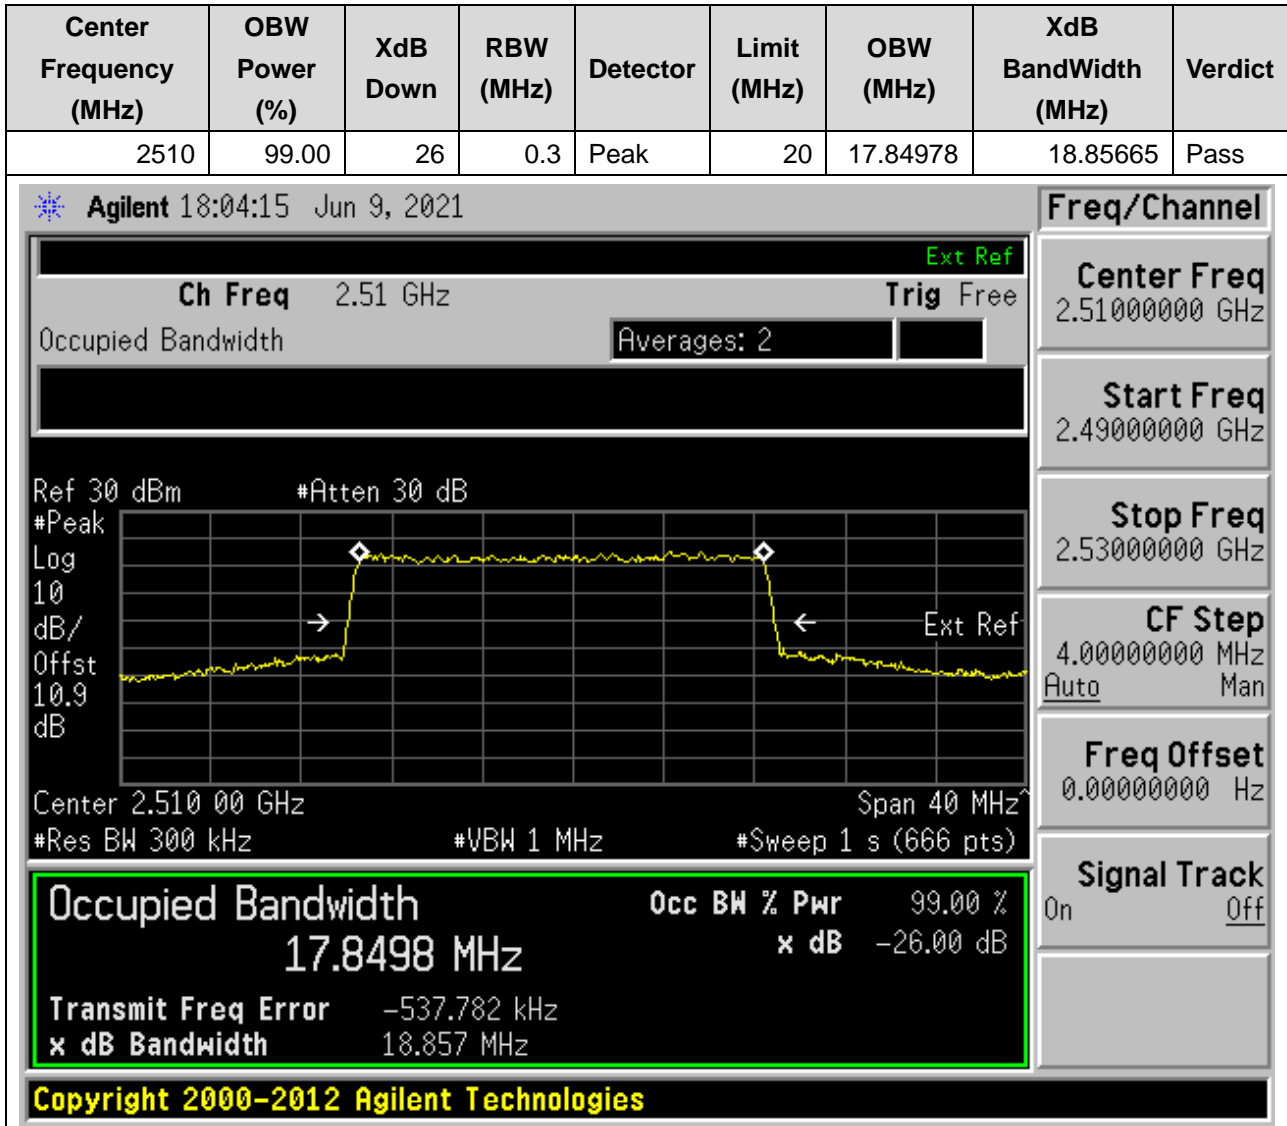 Center Frequency (MHz) OBW Power (%) XdB Down RBW (MHz) Detector Limit (MHz) OBW (MHz) XdB BandWidth (MHz) Verdict
2510 99.00 26 0.3 Peak 20 17.84978 18.85665 Pass
Agilent 18:04:15 Jun 9, 2021
Freq/Channel
Ext Ref
Ch Freq 2.51 GHz Trig Free
Occupied Bandwidth Averages: 2
Center Freq
2.51000000 GHz
Start Freq
2.49000000 GHz
Stop Freq
2.53000000 GHz
CF Step
4.00000000 MHz
Auto Man
Freq Offset
0.00000000 Hz
Signal Track
On Off
Ref 30 dBm #Atten 30 dB
#Peak
Log
10
dB/
Offst
10.9
dB
Ext Ref
Center 2.510 00 GHz Span 40 MHz^
#Res BW 300 kHz #VBW 1 MHz #Sweep 1 s (666 pts)
Occupied Bandwidth
17.8498 MHz
Occ BW % Pwr 99.00 %
x dB -26.00 dB
Transmit Freq Error -537.782 kHz
x dB Bandwidth 18.857 MHz
Copyright 2000-2012 Agilent Technologies